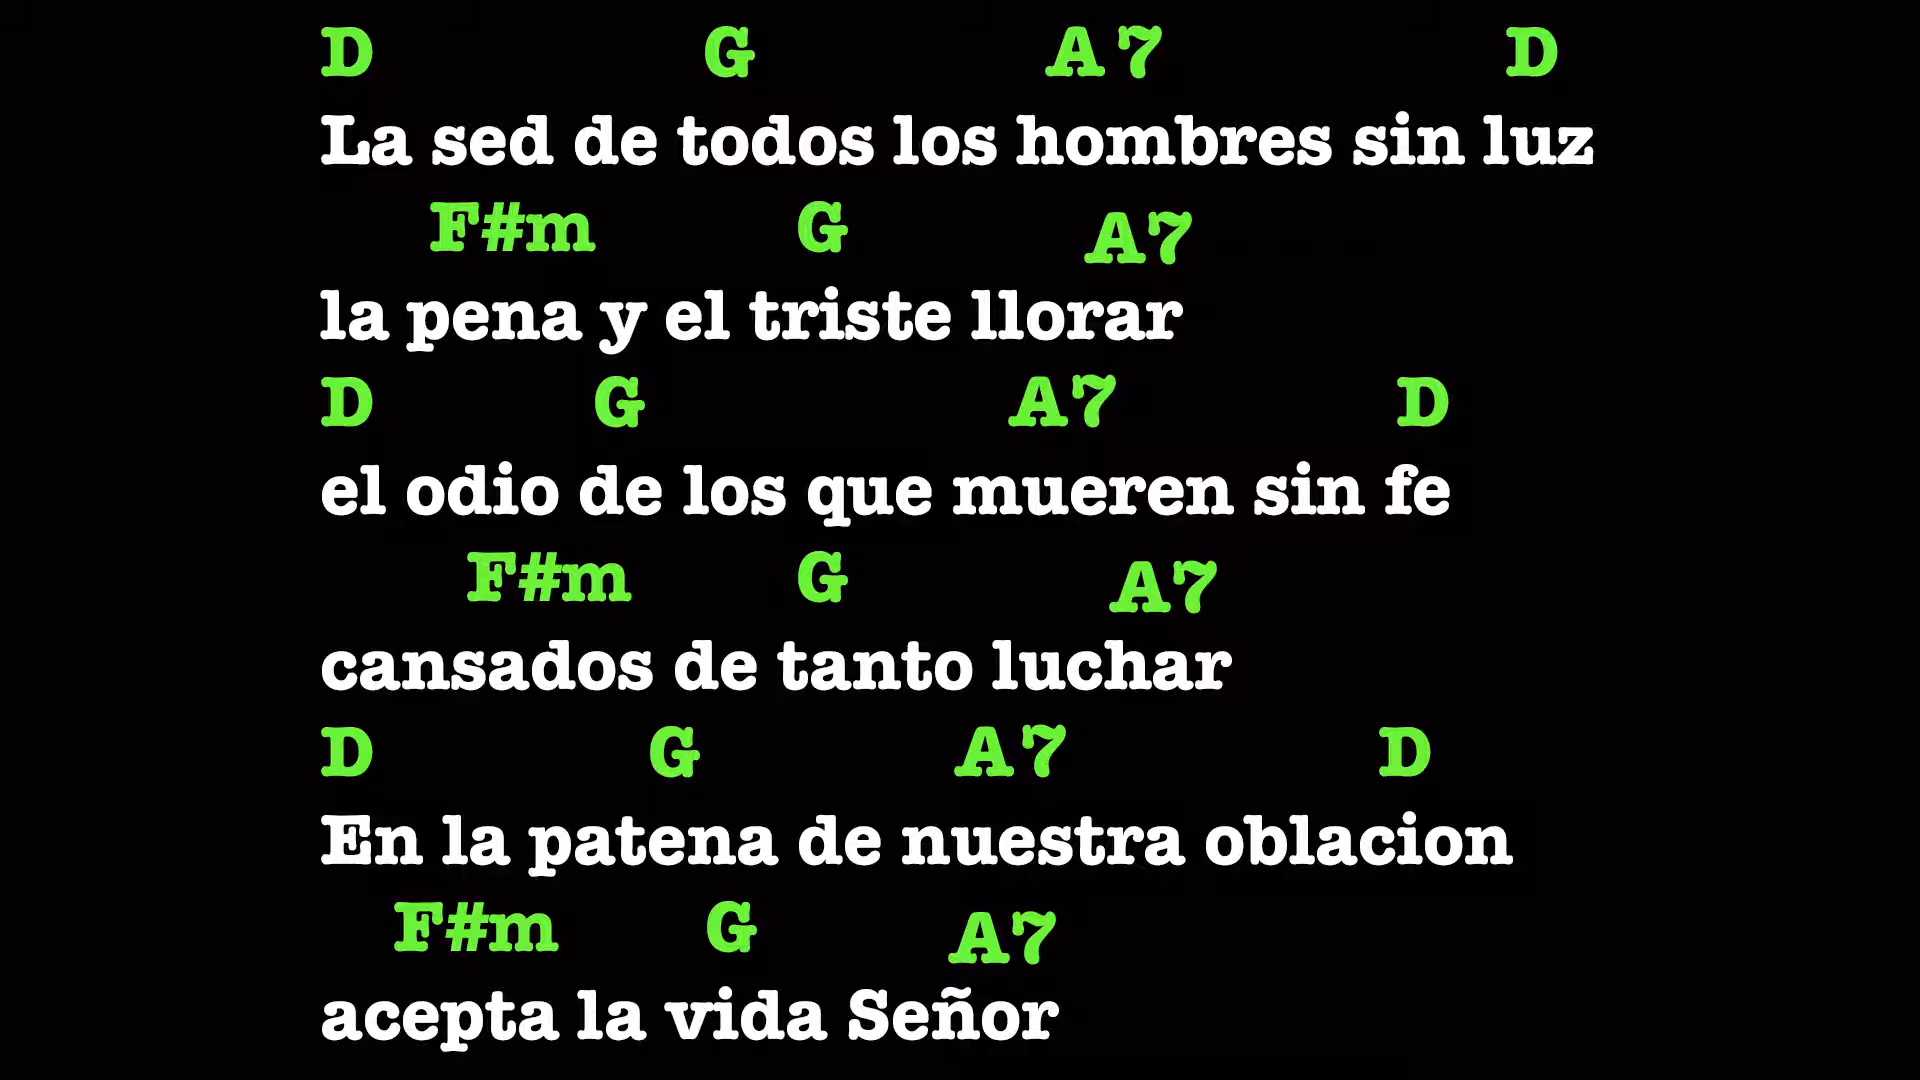 D G A7 D
La sed de todos los hombres sin luz
F#m G A7
la pena y el triste llorar
D G A7 D
el odio de los que mueren sin fe
F#m G A7
cansados de tanto luchar
D G A7 D
En la patena de nuestra oblacion
F#m G A7
acepta la vida Señor